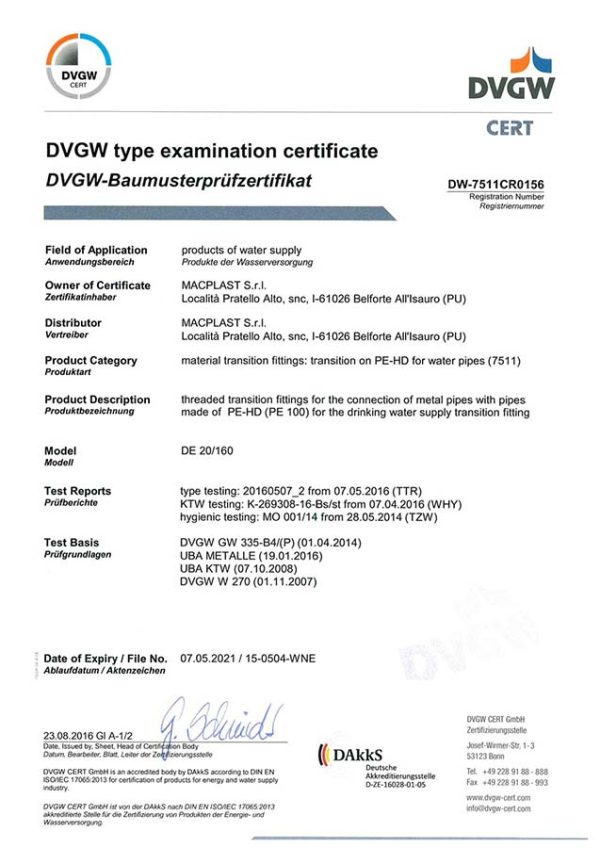 DVGW
CERT
DVGW
CERT
DVGW type examination certificate
DVGW-Baumusterprüfzertifikat
DW-7511CR0156
Registration Number
Registriernummer
Field of Application products of water supply
Anwendungsbereich Produkte der Wasserversorgung
Owner of Certificate MACPLAST S.r.l.
Zertifikatinhaber Località Pratello Alto, snc, I-61026 Belforte All'Isauro (PU)
Distributor MACPLAST S.r.l.
Vertreiber Località Pratello Alto, snc, I-61026 Belforte All'Isauro (PU)
Product Category material transition fittings: transition on PE-HD for water pipes (7511)
Produktart
Product Description threaded transition fittings for the connection of metal pipes with pipes
Produktbezeichnung made of PE-HD (PE 100) for the drinking water supply transition fitting
Model DE 20/160
Modell
Test Reports type testing: 20160507_2 from 07.05.2016 (TTR)
Prüfberichte KTW testing: K-269308-16-Bs/st from 07.04.2016 (WHY)
hygienic testing: MO 001/14 from 28.05.2014 (TZW)
Test Basis DVGW GW 335-B4/(P) (01.04.2014)
Prüfgrundlagen UBA METALLE (19.01.2016)
UBA KTW (07.10.2008)
DVGW W 270 (01.11.2007)
DVGW
Date of Expiry / File No. 07.05.2021 / 15-0504-WNE
Ablaufdatum / Aktenzeichen
G. Schmidt
23.08.2016 GI A-1/2
Date, Issued by, Sheet, Head of Certification Body
Datum, Bearbeiter, Blatt, Leiter der Zertifizierungsstelle
DVGW CERT GmbH is an accredited body by DAkkS according to DIN EN
ISO/IEC 17065:2013 for certification of products for energy and water supply
industry.
DVGW CERT GmbH ist von der DAkkS nach DIN EN ISO/IEC 17065:2013
akkreditierte Stelle für die Zertifizierung von Produkten der Energie- und
Wasserversorgung.
DAkkS
Deutsche
Akkreditierungsstelle
D-ZE-16028-01-05
DVGW CERT GmbH
Zertifizierungsstelle
Josef-Wirmer-Str. 1-3
53123 Bonn
Tel. +49 228 91 88 - 888
Fax +49 228 91 88 - 993
www.dvgw-cert.com
info@dvgw-cert.com